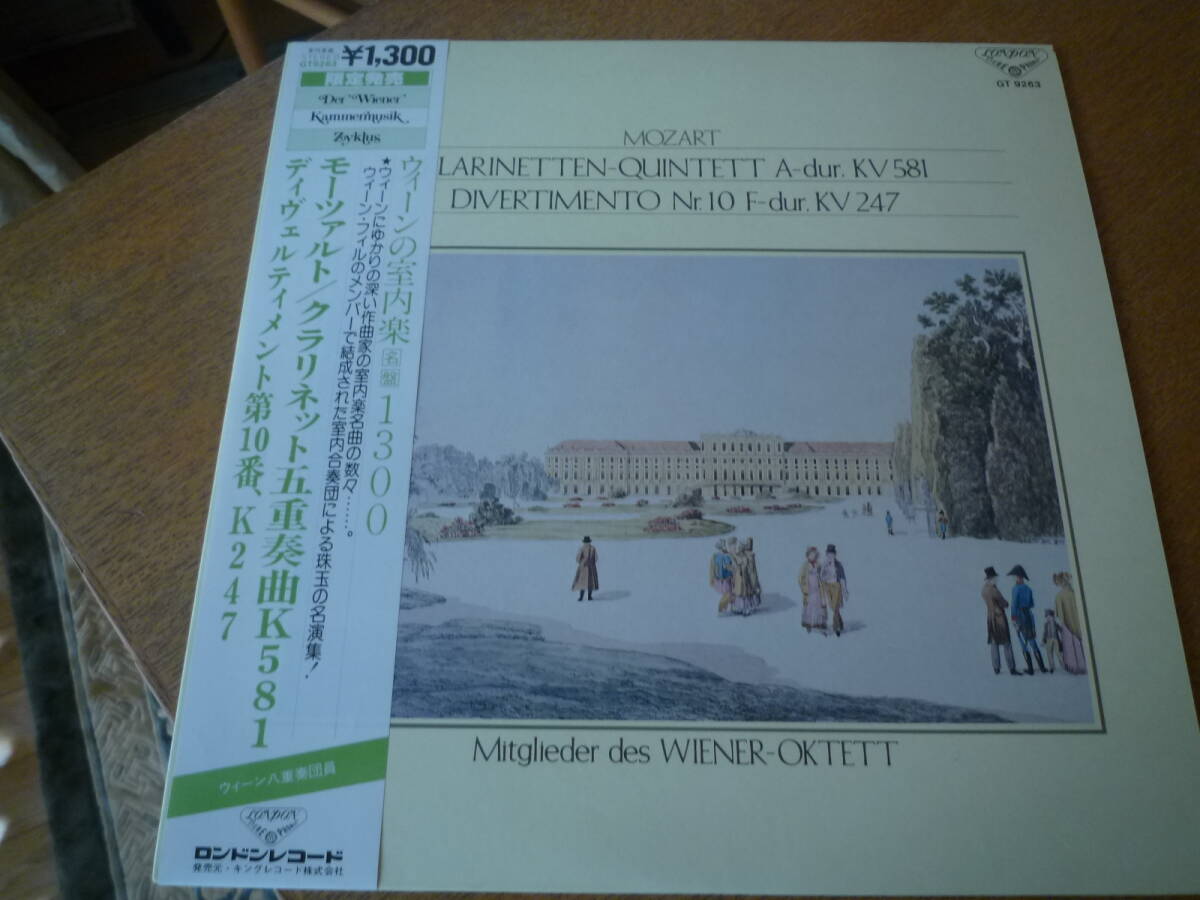 STEREO
GT9263
¥1,300
限定発売
Der Wiener
Kammermusik
Zyklus
ウィーンの室内楽 名盤 1300
★ウィーンにゆかりの深い作曲家の室内楽名曲の数々……。
ウィーン・フィルのメンバーで結成された室内合奏団による珠玉の名演集!
モーツァルト/クラリネット五重奏曲K581
ディヴェルティメント第10番、K247
ウィーン八重奏団員
LONDON
ロンドンレコード
発売元・キングレコード株式会社
LONDON
GT 9263
MOZART
LARINETTEN-QUINTETT A-dur. KV 581
DIVERTIMENTO Nr. 10 F-dur. KV 247
Mitglieder des WIENER-OKTETT